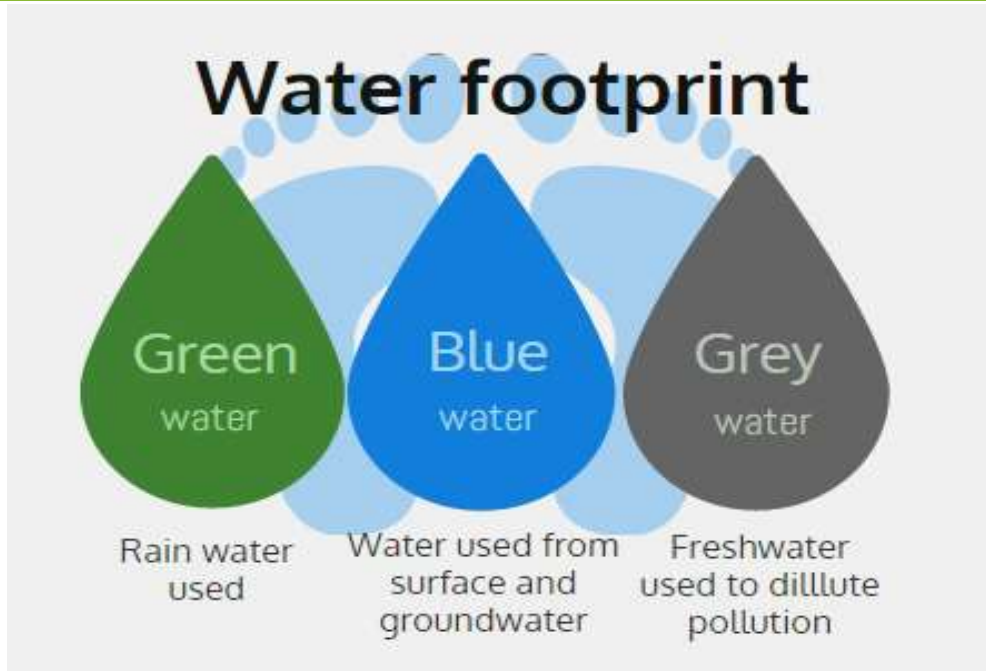 Water footprint
Green
water
Blue
water
Grey
water
Rain water
used
Water used from
surface and
groundwater
Freshwater
used to dilllute
pollution